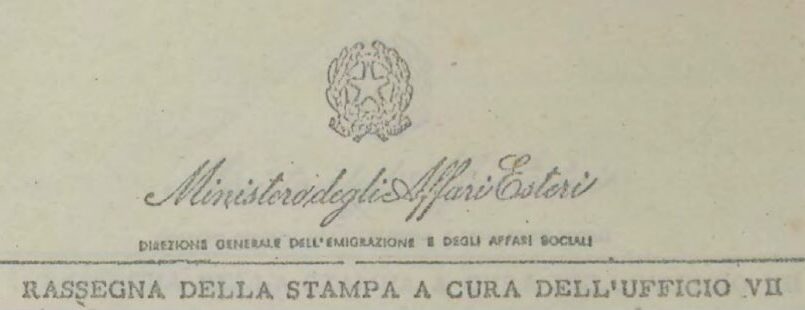 Ministero degli Affari Esteri
DIREZIONE GENERALE DELL'EMIGRAZIONE E DEGLI AFFARI SOCIALI
RASSEGNA DELLA STAMPA A CURA DELL'UFFICIO VII